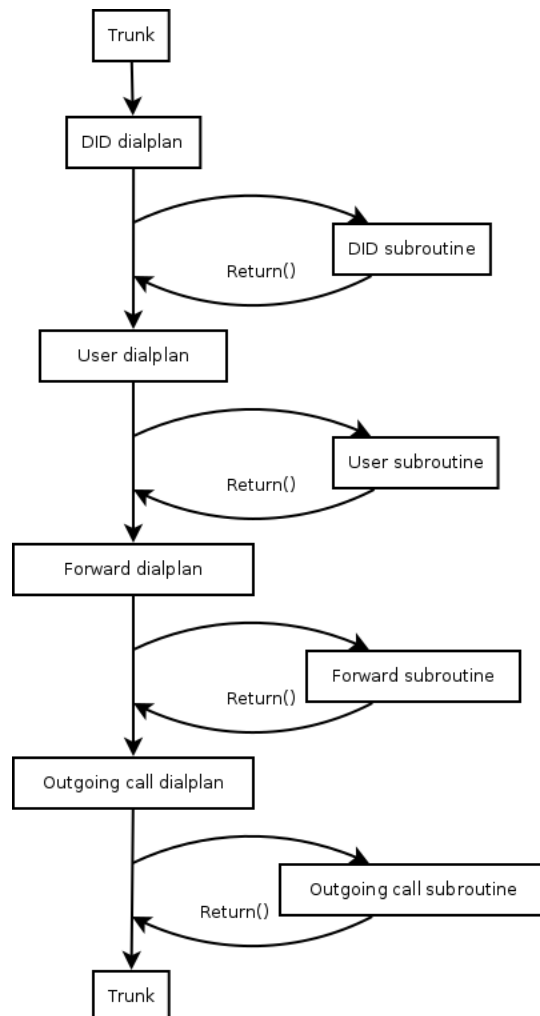 Trunk
DID dialplan
DID subroutine
Return()
User dialplan
User subroutine
Return()
Forward dialplan
Forward subroutine
Return()
Outgoing call dialplan
Outgoing call subroutine
Return()
Trunk